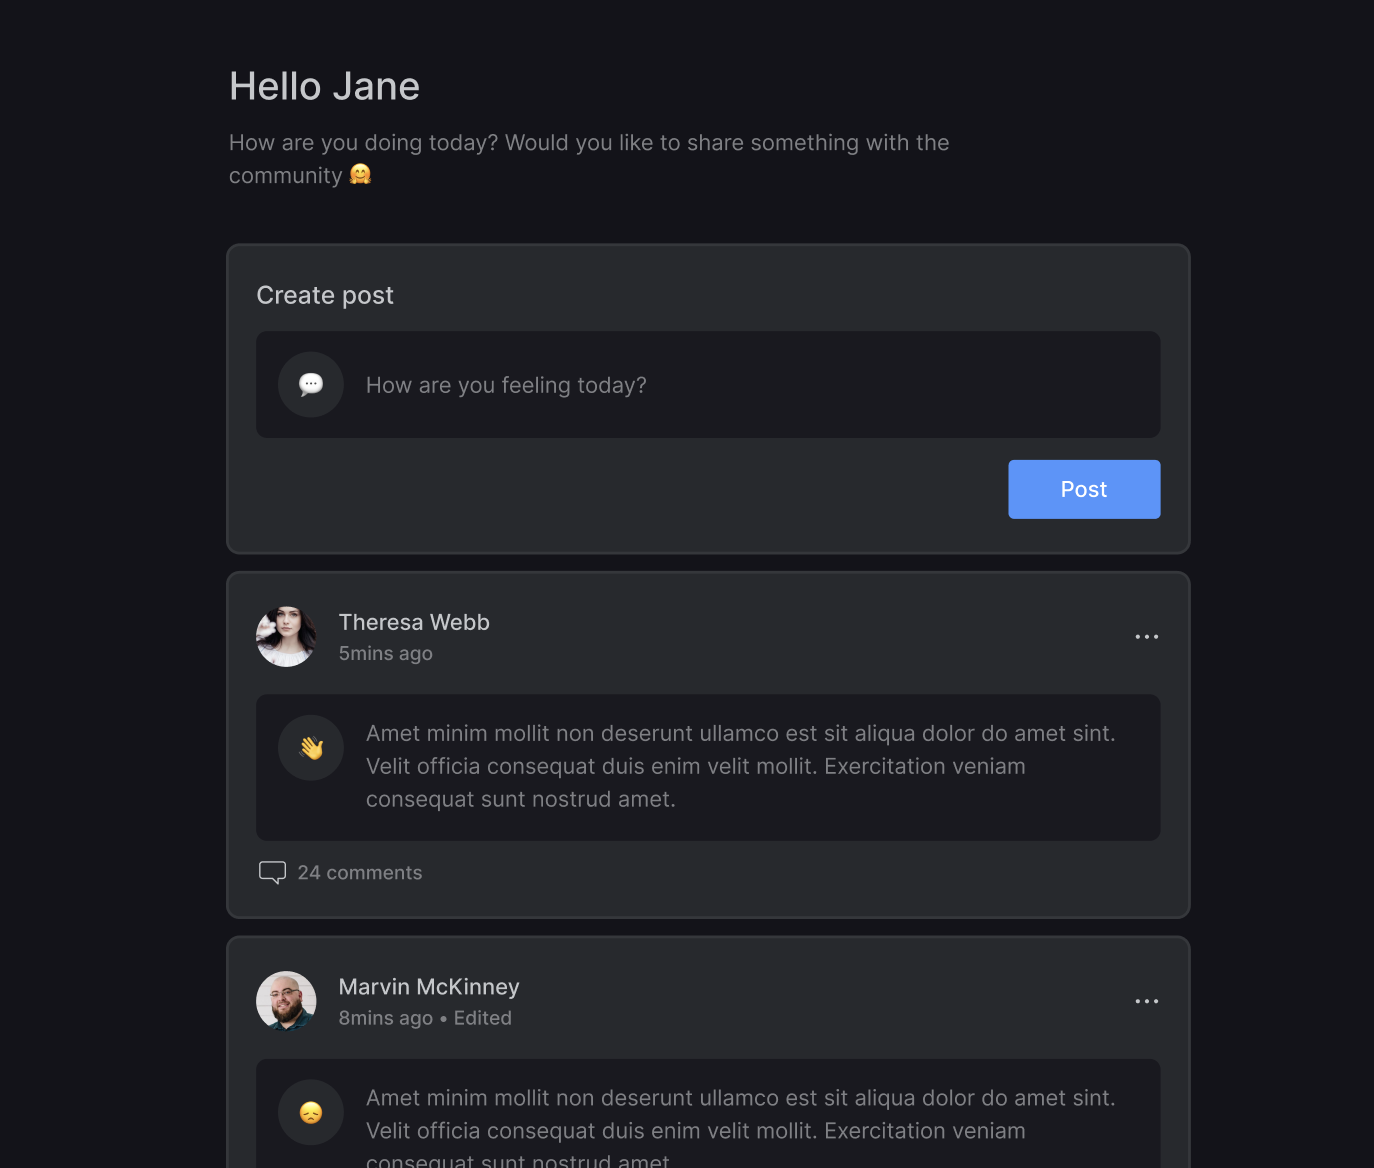 Hello Jane
How are you doing today? Would you like to share something with the
community 🤗
Create post
How are you feeling today?
Post
Theresa Webb
5mins ago
Amet minim mollit non deserunt ullamco est sit aliqua dolor do amet sint.
Velit officia consequat duis enim velit mollit. Exercitation veniam
consequat sunt nostrud amet.
24 comments
Marvin McKinney
8mins ago • Edited
Amet minim mollit non deserunt ullamco est sit aliqua dolor do amet sint.
Velit officia consequat duis enim velit mollit. Exercitation veniam
consequat sunt nostrud amet.